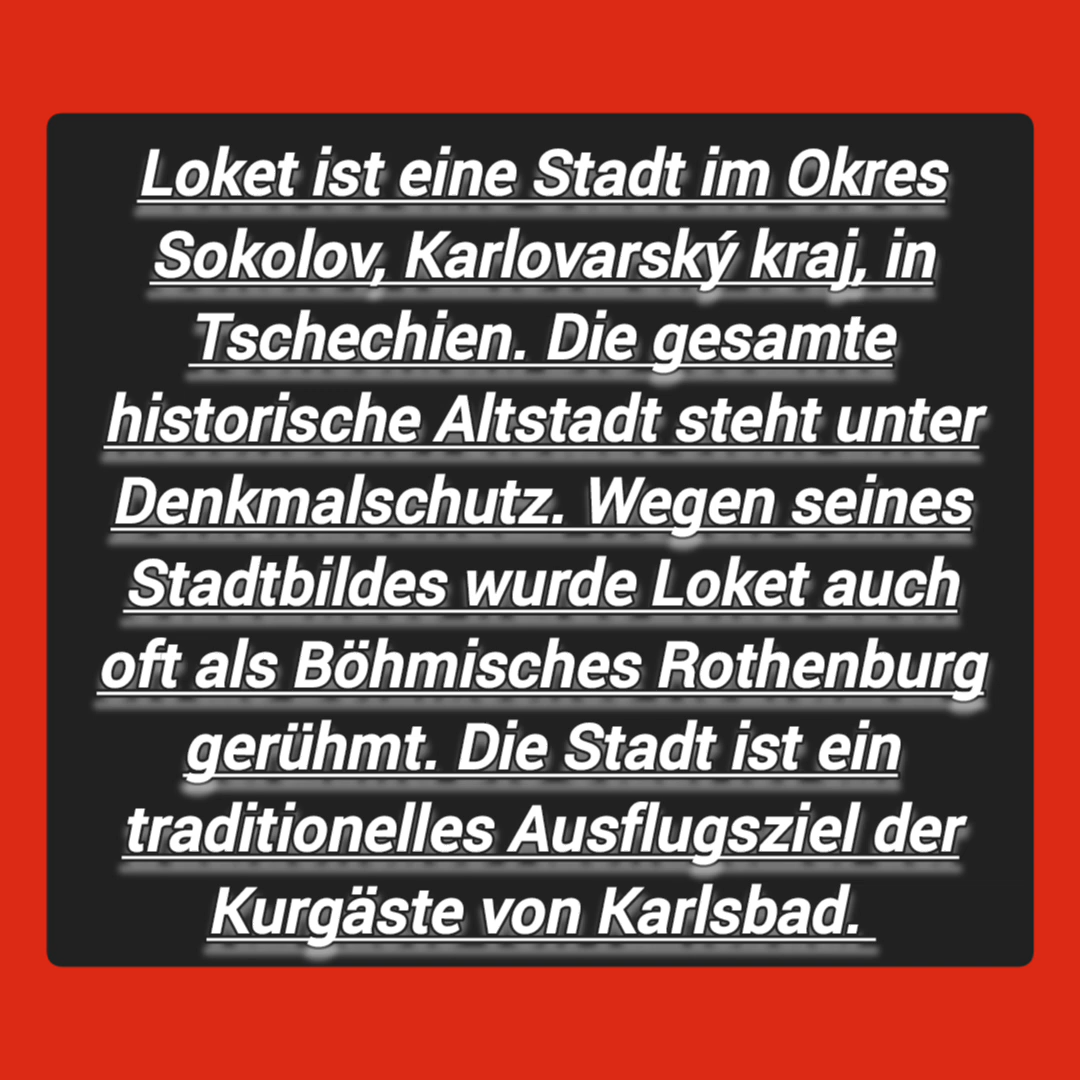 Loket ist eine Stadt im Okres
Sokolov, Karlovarský kraj, in
Tschechien. Die gesamte
historische Altstadt steht unter
Denkmalschutz. Wegen seines
Stadtbildes wurde Loket auch
oft als Böhmisches Rothenburg
gerühmt. Die Stadt ist ein
traditionelles Ausflugsziel der
Kurgäste von Karlsbad.